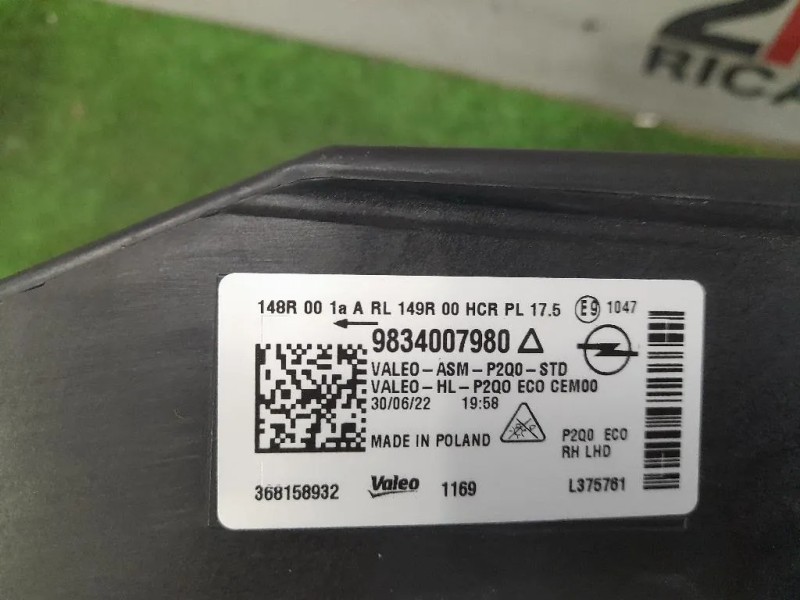 RICA
148R 00 1a A RL 149R 00 HCR PL 17.5 E9 1047
9834007980
VALEO-ASM-P2Q0-STD
VALEO-HL-P2Q0 ECO CEM00
30/06/22 19:58
MADE IN POLAND
P2Q0 ECO
RH LHD
368158932 Valeo 1169 L375761